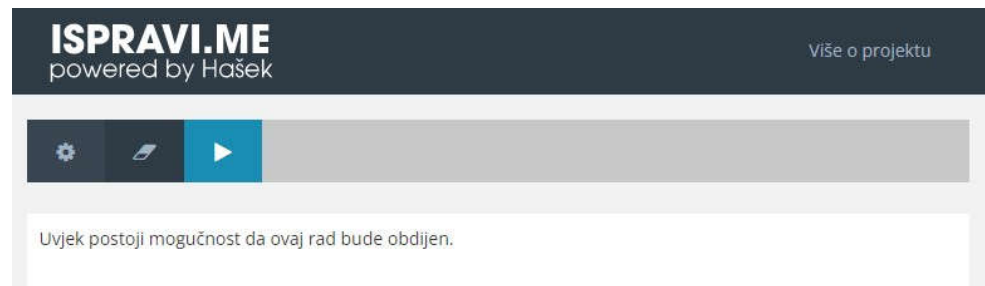 ISPRAVI.ME
powered by Hašek
Više o projektu
Uvjek postoji mogučnost da ovaj rad bude obdijen.